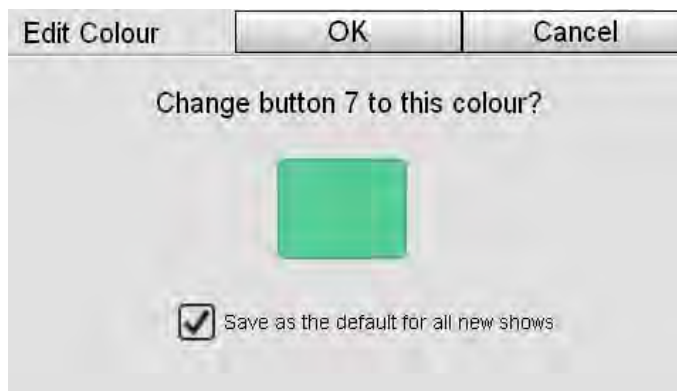 Edit Colour OK Cancel
Change button 7 to this colour?
Save as the default for all new shows